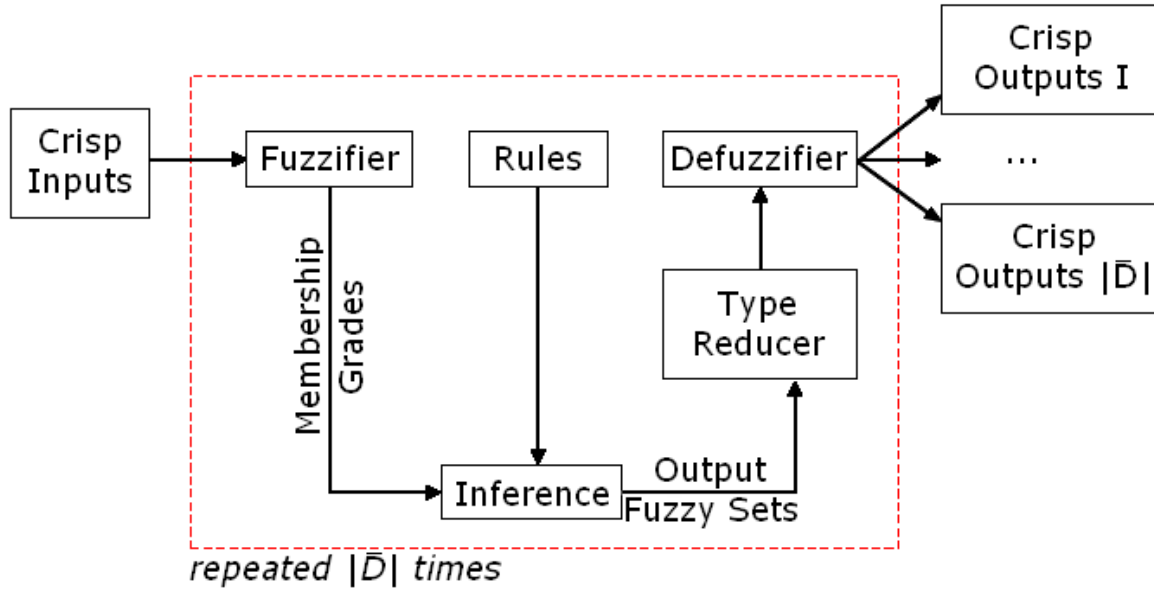 Crisp
Inputs
Fuzzifier
Rules
Defuzzifier
Crisp
Outputs I
...
Crisp
Outputs |D̄|
Membership
Grades
Type
Reducer
Inference
Output
Fuzzy Sets
repeated |D̄| times